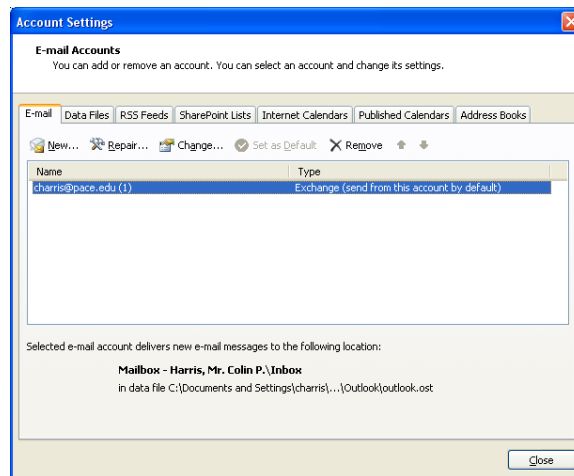 Account Settings
E-mail Accounts
You can add or remove an account. You can select an account and change its settings.
E-mail Data Files RSS Feeds SharePoint Lists Internet Calendars Published Calendars Address Books
New... Repair... Change... Set as Default Remove
Name Type
charris@pace.edu (1) Exchange (send from this account by default)
Selected e-mail account delivers new e-mail messages to the following location:
Mailbox - Harris, Mr. Colin P.\Inbox
in data file C:\Documents and Settings\charris\...\Outlook\outlook.ost
Close